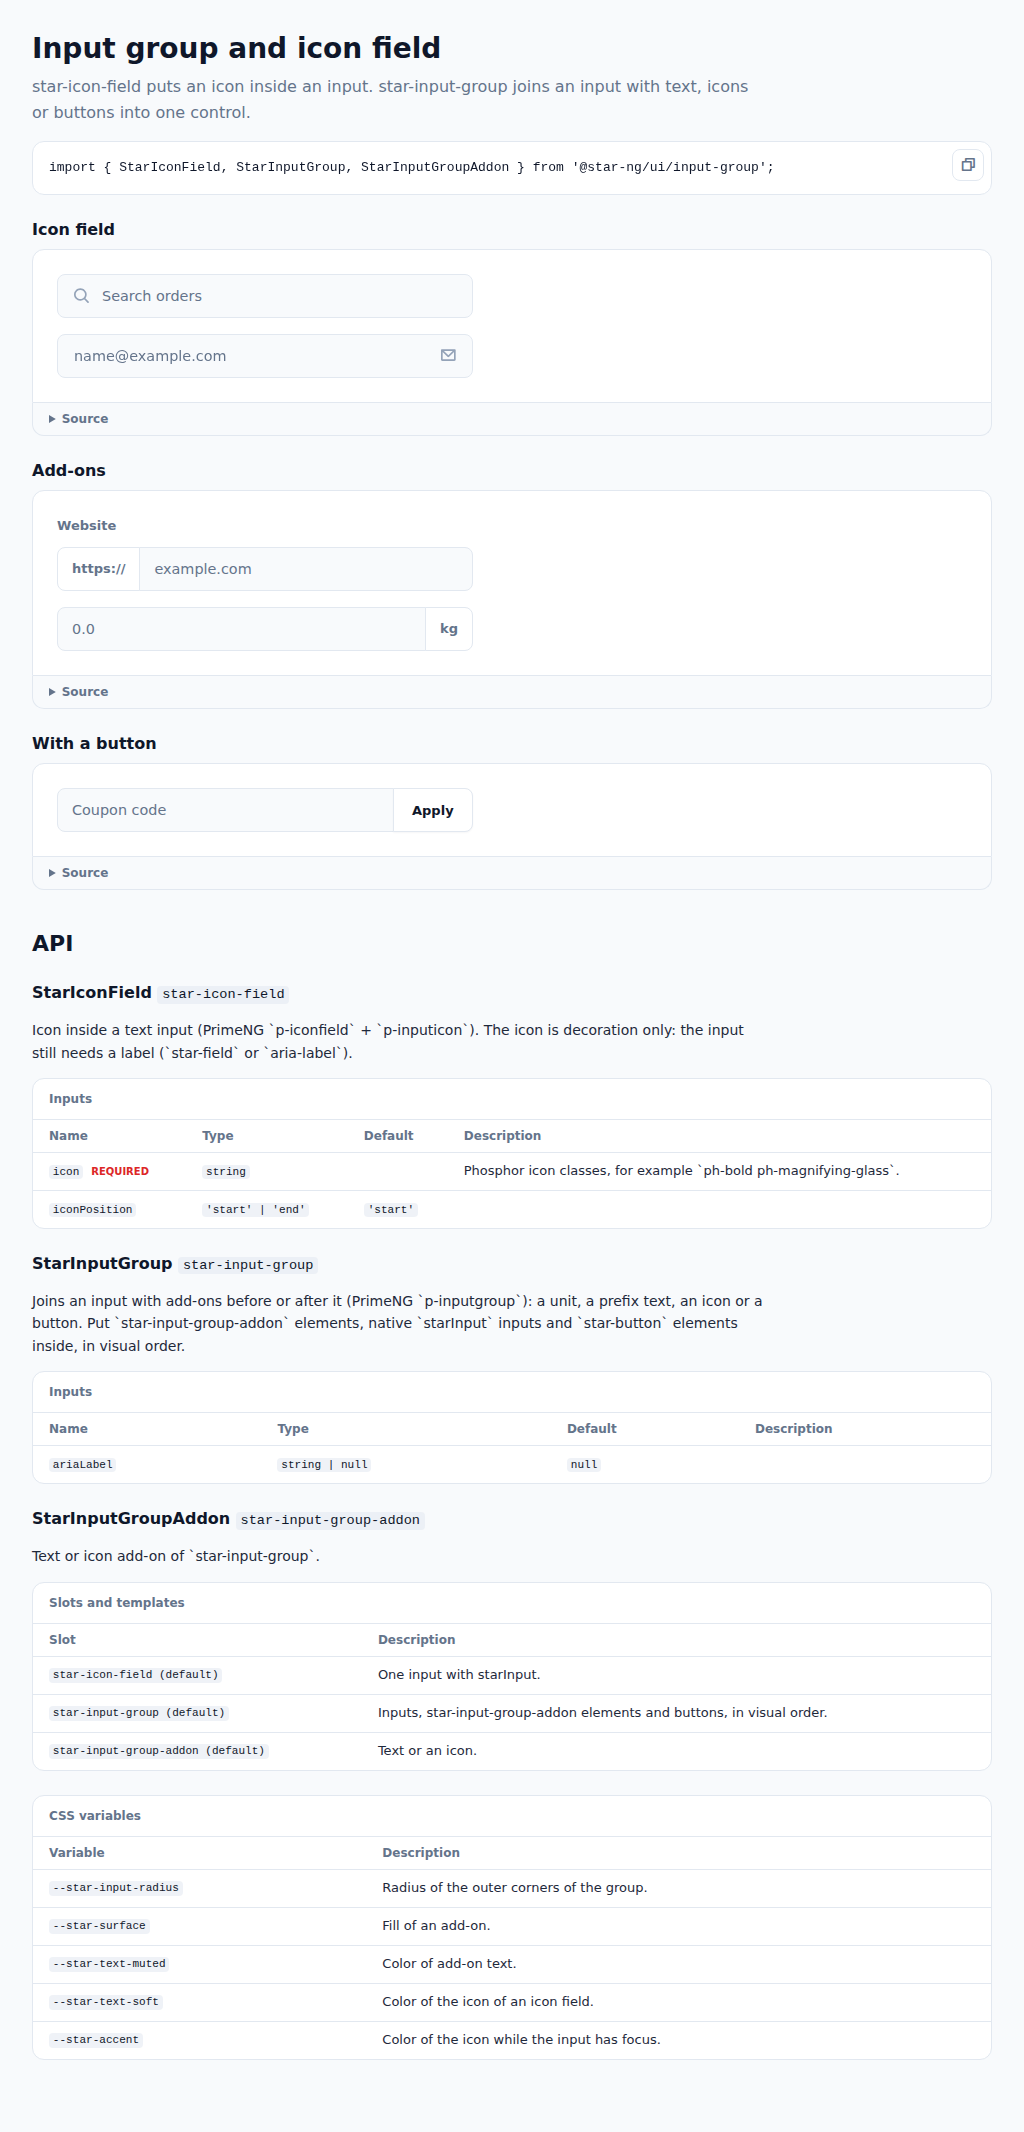 Input group and icon field
star-icon-field puts an icon inside an input. star-input-group joins an input with text, icons
or buttons into one control.
import { StarIconField, StarInputGroup, StarInputGroupAddon } from '@star-ng/ui/input-group';
Icon field
Search orders
name@example.com
Source
Add-ons
Website
https:// example.com
0.0 kg
Source
With a button
Coupon code Apply
Source
API
StarIconField star-icon-field
Icon inside a text input (PrimeNG `p-iconfield` + `p-inputicon`). The icon is decoration only: the input
still needs a label (`star-field` or `aria-label`).
Inputs
Name Type Default Description
icon REQUIRED string Phosphor icon classes, for example `ph-bold ph-magnifying-glass`.
iconPosition 'start' | 'end' 'start'
StarInputGroup star-input-group
Joins an input with add-ons before or after it (PrimeNG `p-inputgroup`): a unit, a prefix text, an icon or a
button. Put `star-input-group-addon` elements, native `starInput` inputs and `star-button` elements
inside, in visual order.
Inputs
Name Type Default Description
ariaLabel string | null null
StarInputGroupAddon star-input-group-addon
Text or icon add-on of `star-input-group`.
Slots and templates
Slot Description
star-icon-field (default) One input with starInput.
star-input-group (default) Inputs, star-input-group-addon elements and buttons, in visual order.
star-input-group-addon (default) Text or an icon.
CSS variables
Variable Description
--star-input-radius Radius of the outer corners of the group.
--star-surface Fill of an add-on.
--star-text-muted Color of add-on text.
--star-text-soft Color of the icon of an icon field.
--star-accent Color of the icon while the input has focus.